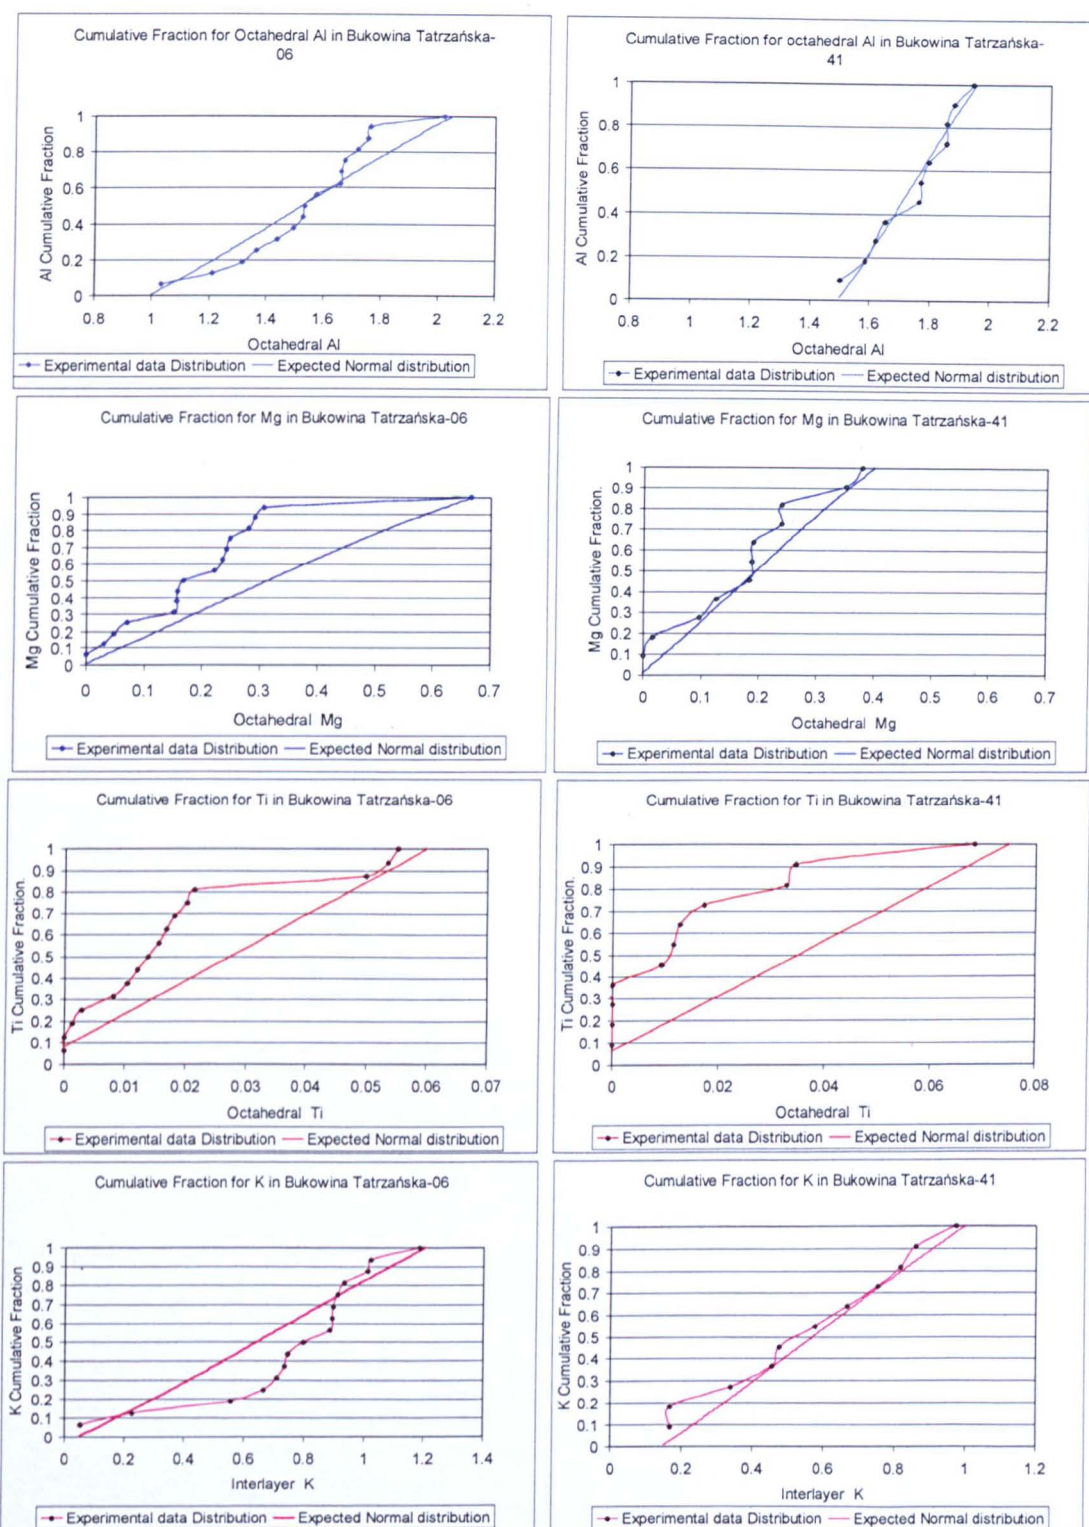 Cumulative Fraction for Octahedral Al in Bukowina Tatrzańska-
06
Al Cumulative Fraction
1
0.8
0.6
0.4
0.2
0
0.8 1 1.2 1.4 1.6 1.8 2 2.2
Octahedral Al
Experimental data Distribution Expected Normal distribution
Cumulative Fraction for octahedral Al in Bukowina Tatrzańska-
41
Al Cumulative Fraction
1
0.8
0.6
0.4
0.2
0
0.8 1 1.2 1.4 1.6 1.8 2 2.2
Octahedral Al
Experimental data Distribution Expected Normal distribution
Cumulative Fraction for Mg in Bukowina Tatrzańska-06
Mg Cumulative Fraction
1
0.9
0.8
0.7
0.6
0.5
0.4
0.3
0.2
0.1
0
0 0.1 0.2 0.3 0.4 0.5 0.6 0.7
Octahedral Mg
Experimental data Distribution Expected Normal distribution
Cumulative Fraction for Mg in Bukowina Tatrzańska-41
Mg Cumulative Fraction.
1
0.9
0.8
0.7
0.6
0.5
0.4
0.3
0.2
0.1
0
0 0.1 0.2 0.3 0.4 0.5 0.6 0.7
Octahedral Mg
Experimental data Distribution Expected Normal distribution
Cumulative Fraction for Ti in Bukowina Tatrzańska-06
Ti Cumulative Fraction.
1
0.9
0.8
0.7
0.6
0.5
0.4
0.3
0.2
0.1
0
0 0.01 0.02 0.03 0.04 0.05 0.06 0.07
Octahedral Ti
Experimental data Distribution Expected Normal distribution
Cumulative Fraction for Ti in Bukowina Tatrzańska-41
Ti Cumulative Fraction.
1
0.9
0.8
0.7
0.6
0.5
0.4
0.3
0.2
0.1
0
0 0.02 0.04 0.06 0.08
Octahedral Ti
Experimental data Distribution Expected Normal distribution
Cumulative Fraction for K in Bukowina Tatrzańska-06
K Cumulative Fraction
1
0.9
0.8
0.7
0.6
0.5
0.4
0.3
0.2
0.1
0
0 0.2 0.4 0.6 0.8 1 1.2 1.4
Interlayer K
Experimental data Distribution Expected Normal distribution
Cumulative Fraction for K in Bukowina Tatrzańska-41
K Cumulative Fraction
1
0.9
0.8
0.7
0.6
0.5
0.4
0.3
0.2
0.1
0
0 0.2 0.4 0.6 0.8 1 1.2
Interlayer K
Experimental data Distribution Expected Normal distribution